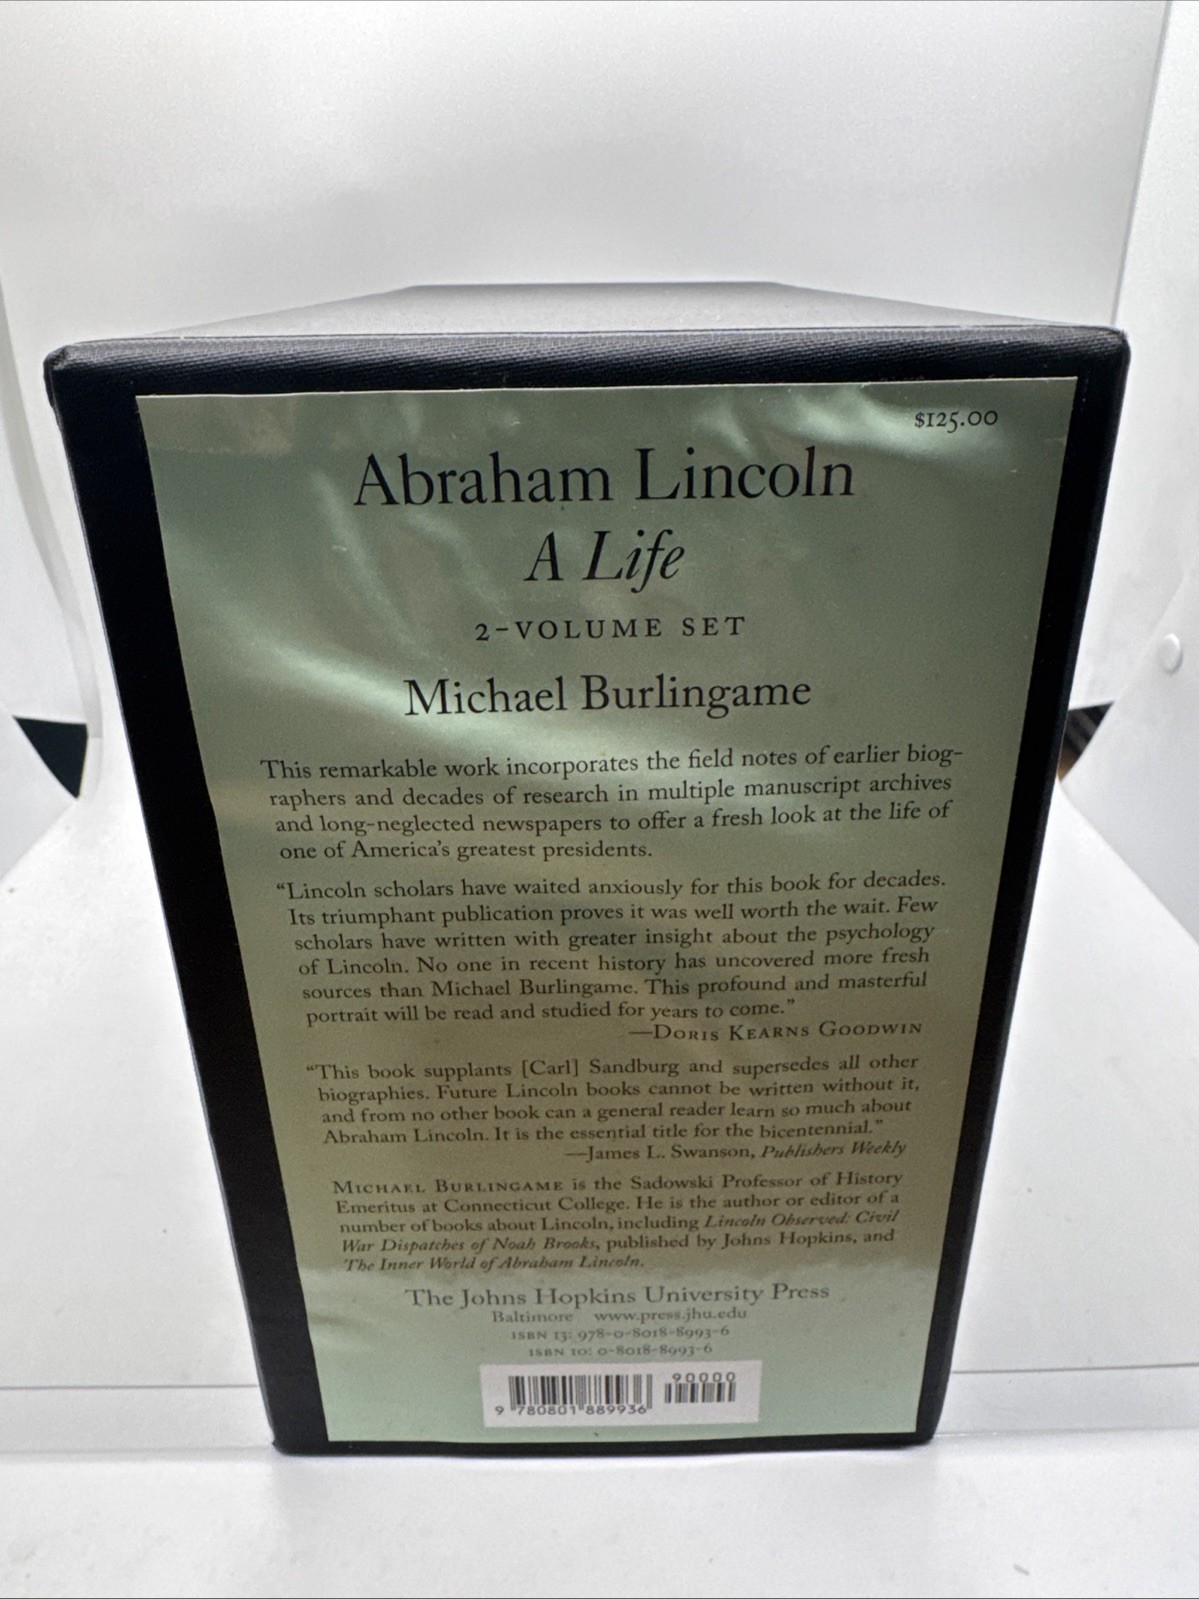 $125.00
Abraham Lincoln
A Life
2-VOLUME SET
Michael Burlingame
This remarkable work incorporates the field notes of earlier biog-
raphers and decades of research in multiple manuscript archives
and long-neglected newspapers to offer a fresh look at the life of
one of America's greatest presidents.
“Lincoln scholars have waited anxiously for this book for decades.
Its triumphant publication proves it was well worth the wait. Few
scholars have written with greater insight about the psychology
of Lincoln. No one in recent history has uncovered more fresh
sources than Michael Burlingame. This profound and masterful
portrait will be read and studied for years to come.”
—DORIS KEARNS GOODWIN
“This book supplants [Carl] Sandburg and supersedes all other
biographies. Future Lincoln books cannot be written without it,
and from no other book can a general reader learn so much about
Abraham Lincoln. It is the essential title for the bicentennial.”
—James L. Swanson, Publishers Weekly
MICHAEL BURLINGAME is the Sadowski Professor of History
Emeritus at Connecticut College. He is the author or editor of a
number of books about Lincoln, including Lincoln Observed: Civil
War Dispatches of Noah Brooks, published by Johns Hopkins, and
The Inner World of Abraham Lincoln.
The Johns Hopkins University Press
Baltimore www.press.jhu.edu
ISBN 13: 978-0-8018-8993-6
ISBN 10: 0-8018-8993-6
90000
9 780801 889936